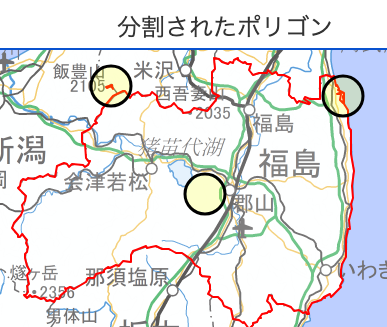 分割されたポリゴン
飯豊山
2105
米沢
西吾妻山
2035
福島
新潟
猪苗代湖
福島
会津若松
郡山
燧ヶ岳
2356
那須塩原
いわき
男体山